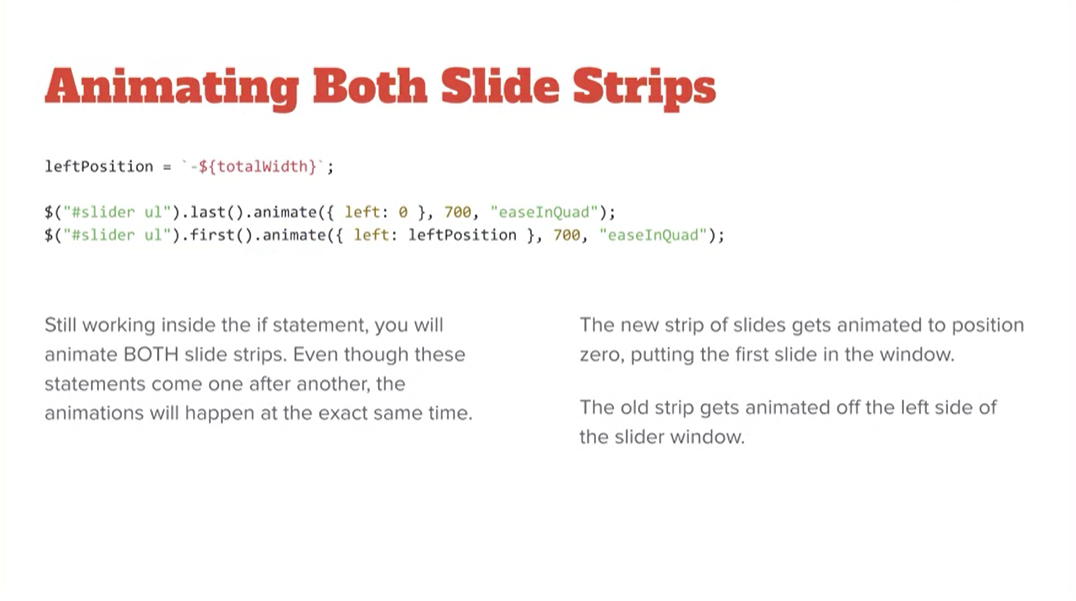 Animating Both Slide Strips
leftPosition = `-${totalWidth}`;
$("#slider ul").last().animate({ left: 0 }, 700, "easeInQuad");
$("#slider ul").first().animate({ left: leftPosition }, 700, "easeInQuad");
Still working inside the if statement, you will
animate BOTH slide strips. Even though these
statements come one after another, the
animations will happen at the exact same time.
The new strip of slides gets animated to position
zero, putting the first slide in the window.
The old strip gets animated off the left side of
the slider window.